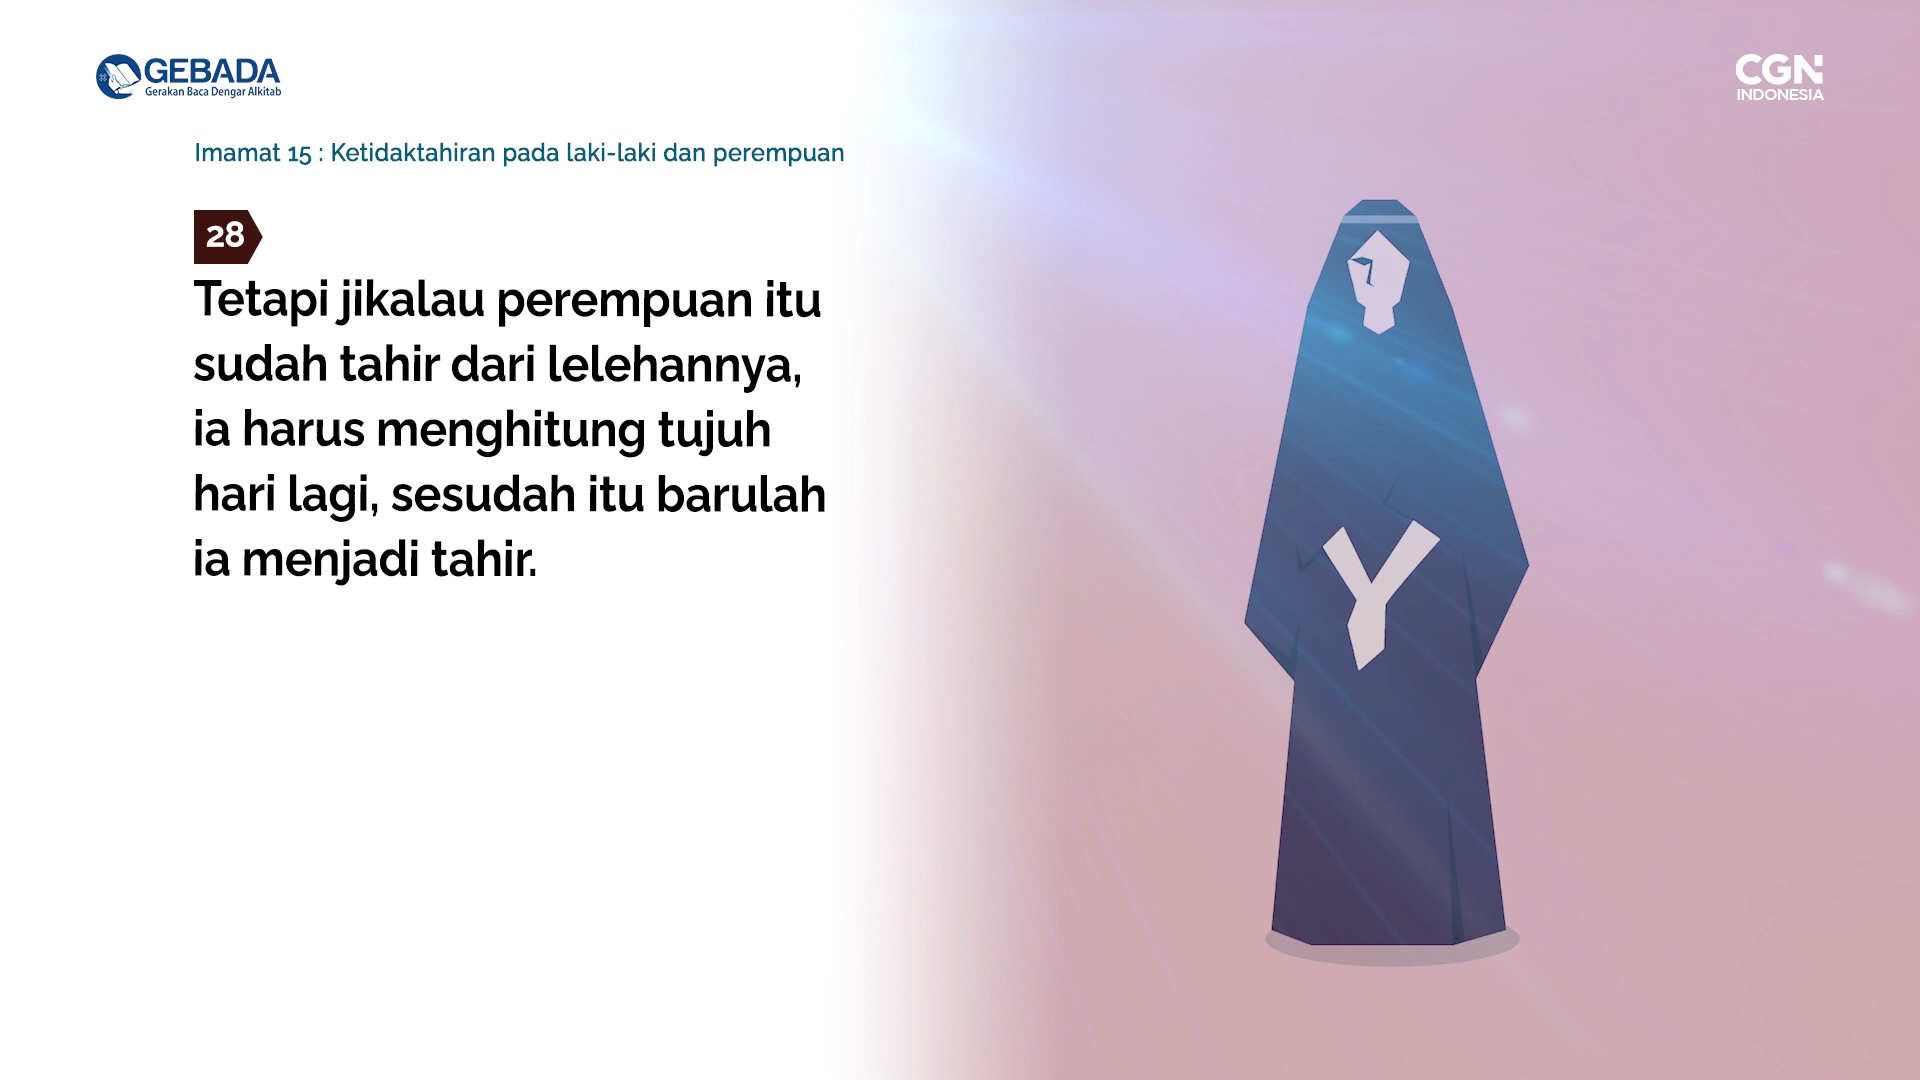 GEBADA
Gerakan Baca Dengar Alkitab
CGN
INDONESIA
Imamat 15 : Ketidaktahiran pada laki-laki dan perempuan
28
Tetapi jikalau perempuan itu
sudah tahir dari lelehannya,
ia harus menghitung tujuh
hari lagi, sesudah itu barulah
ia menjadi tahir.